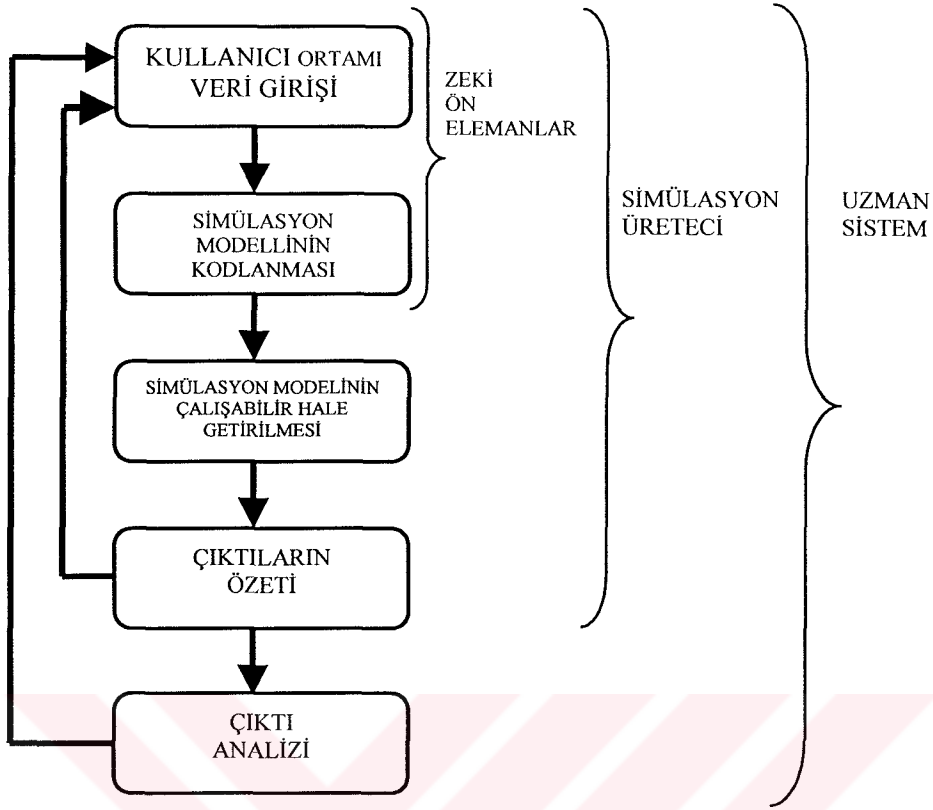 KULLANICI ORTAMI
VERİ GİRİŞİ
SİMÜLASYON
MODELLİNİN
KODLANMASI
SİMÜLASYON MODELİNİN
ÇALIŞABİLİR HALE
GETİRİLMESİ
ÇIKTILARIN
ÖZETİ
ÇIKTI
ANALİZİ
ZEKİ
ÖN
ELEMANLAR
SİMÜLASYON
ÜRETECİ
UZMAN
SİSTEM